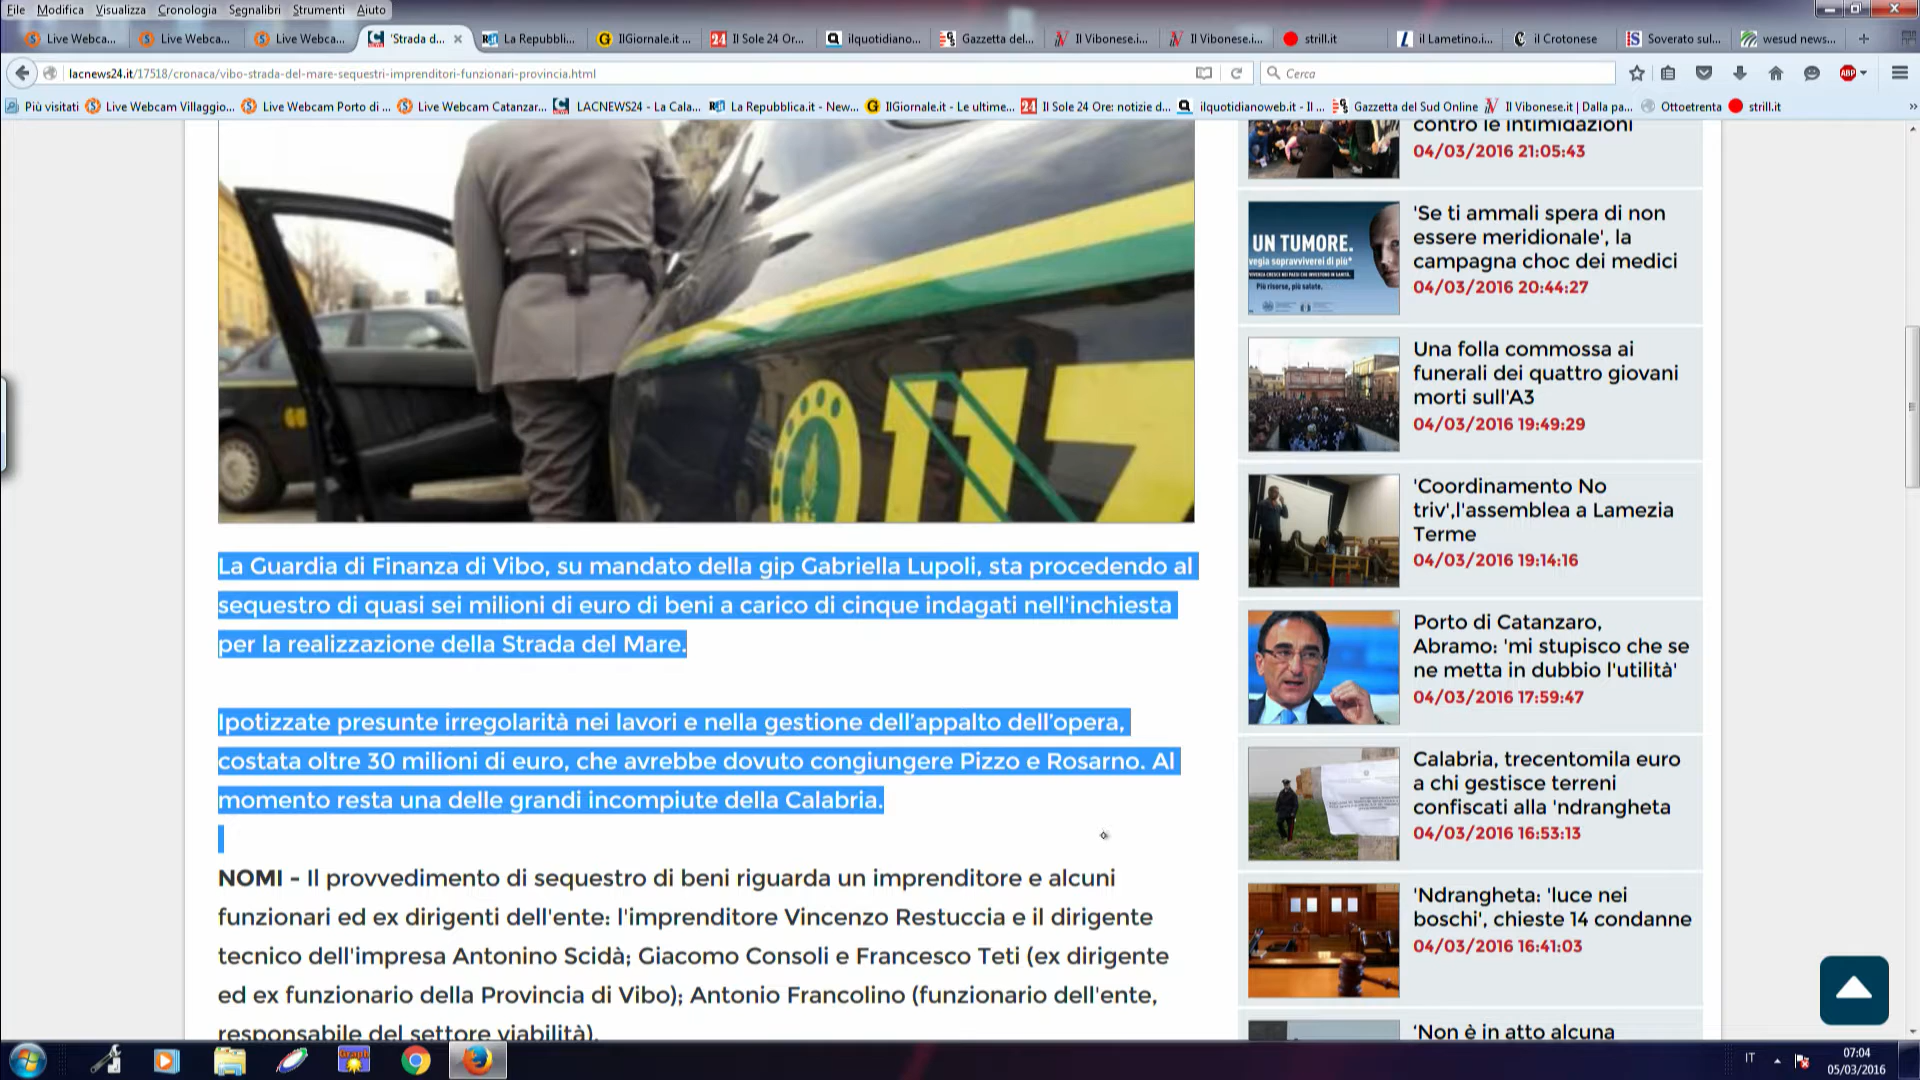 File Modifica Visualizza Cronologia Segnalibri Strumenti Aiuto
Live Webca... Live Webca... Live Webca... 'Strada d... La Repubbli... IlGiornale.it ... Il Sole 24 Or... ilquotidiano... Gazzetta del... Il Vibonese.i... Il Vibonese.i... strill.it il Lametino.i... il Crotonese Soverato sul... wesud news...
lacnews24.it/17518/cronaca/vibo-strada-del-mare-sequestri-imprenditori-funzionari-provincia.html
Cerca
ABP
Più visitati Live Webcam Villaggio... Live Webcam Porto di ... Live Webcam Catanzar... LACNEWS24 - La Cala... La Repubblica.it - New... IlGiornale.it - Le ultime... Il Sole 24 Ore: notizie d... ilquotidianoweb.it - Il ... Gazzetta del Sud Online Il Vibonese.it | Dalla pa... Ottoetrenta strill.it
117
La Guardia di Finanza di Vibo, su mandato della gip Gabriella Lupoli, sta procedendo al
sequestro di quasi sei milioni di euro di beni a carico di cinque indagati nell'inchiesta
per la realizzazione della Strada del Mare.
Ipotizzate presunte irregolarità nei lavori e nella gestione dell’appalto dell’opera,
costata oltre 30 milioni di euro, che avrebbe dovuto congiungere Pizzo e Rosarno. Al
momento resta una delle grandi incompiute della Calabria.
NOMI - Il provvedimento di sequestro di beni riguarda un imprenditore e alcuni
funzionari ed ex dirigenti dell'ente: l'imprenditore Vincenzo Restuccia e il dirigente
tecnico dell'impresa Antonino Scidà; Giacomo Consoli e Francesco Teti (ex dirigente
ed ex funzionario della Provincia di Vibo); Antonio Francolino (funzionario dell'ente,
responsabile del settore viabilità).
contro le intimidazioni
04/03/2016 21:05:43
UN TUMORE.
Più risorse, più salute.
'Se ti ammali spera di non
essere meridionale', la
campagna choc dei medici
04/03/2016 20:44:27
Una folla commossa ai
funerali dei quattro giovani
morti sull'A3
04/03/2016 19:49:29
'Coordinamento No
triv',l'assemblea a Lamezia
Terme
04/03/2016 19:14:16
Porto di Catanzaro,
Abramo: 'mi stupisco che se
ne metta in dubbio l'utilità'
04/03/2016 17:59:47
Calabria, trecentomila euro
a chi gestisce terreni
confiscati alla 'ndrangheta
04/03/2016 16:53:13
'Ndrangheta: 'luce nei
boschi', chieste 14 condanne
04/03/2016 16:41:03
'Non è in atto alcuna
IT
07:04
05/03/2016